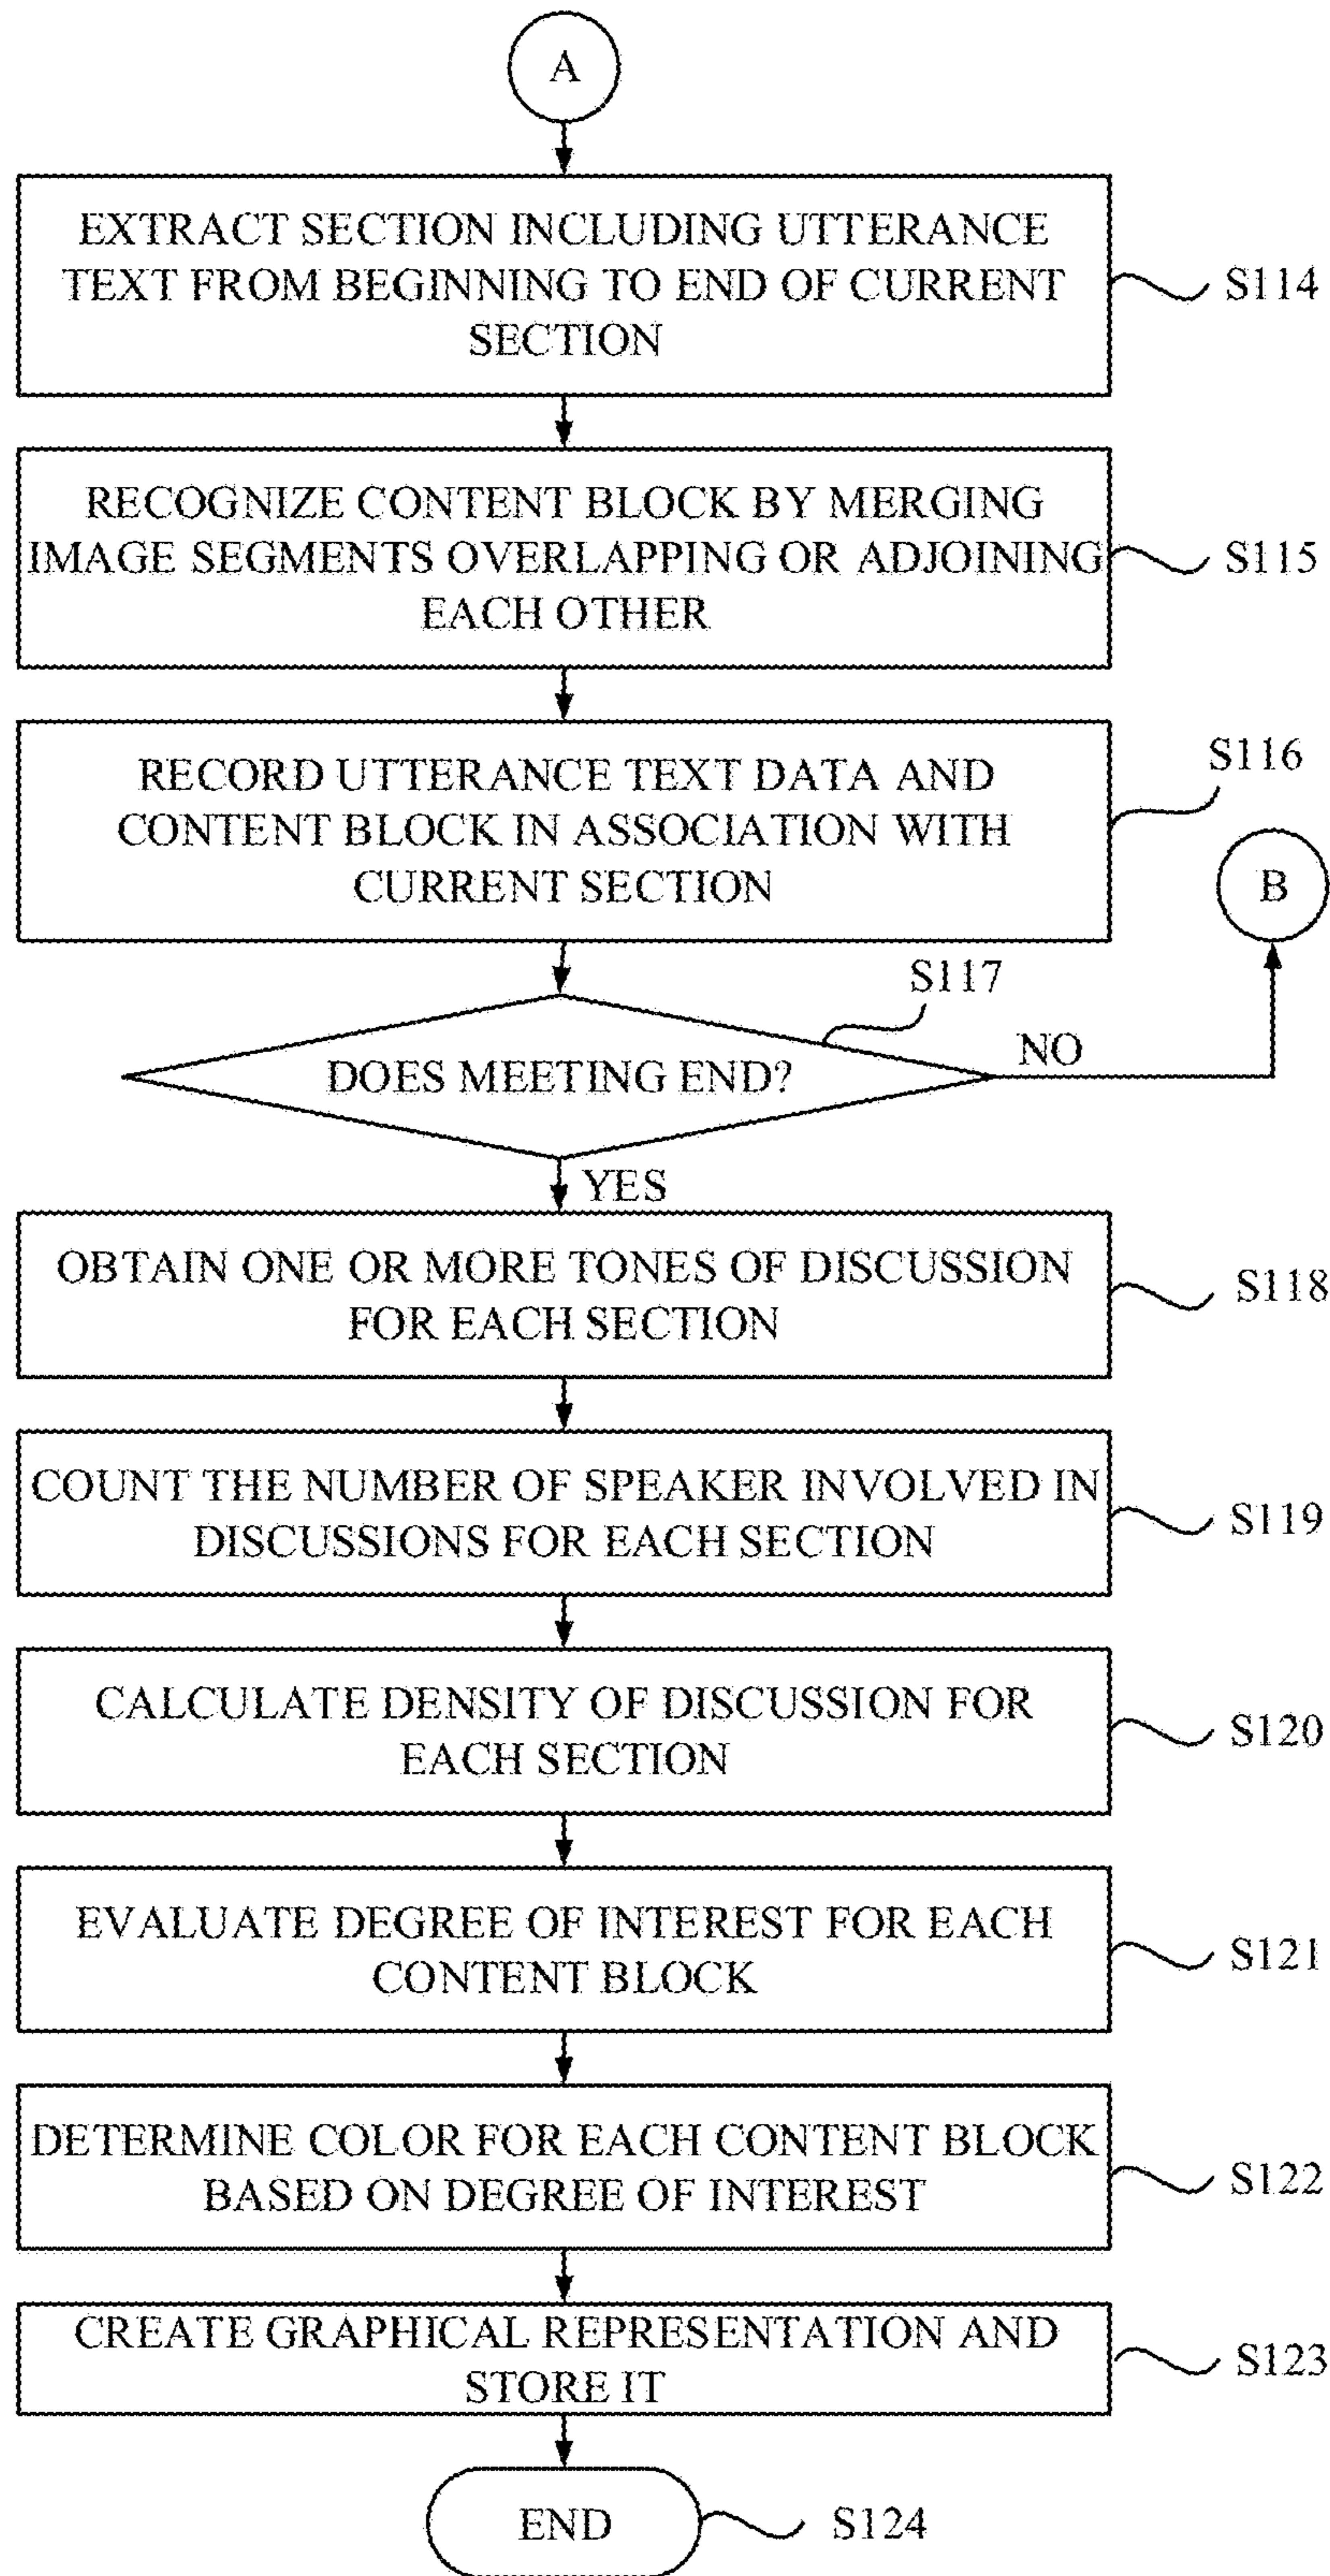 A
EXTRACT SECTION INCLUDING UTTERANCE
TEXT FROM BEGINNING TO END OF CURRENT
SECTION
S114
RECOGNIZE CONTENT BLOCK BY MERGING
IMAGE SEGMENTS OVERLAPPING OR ADJOINING
EACH OTHER
S115
RECORD UTTERANCE TEXT DATA AND
CONTENT BLOCK IN ASSOCIATION WITH
CURRENT SECTION
S116
B
S117
DOES MEETING END?
NO
YES
OBTAIN ONE OR MORE TONES OF DISCUSSION
FOR EACH SECTION
S118
COUNT THE NUMBER OF SPEAKER INVOLVED IN
DISCUSSIONS FOR EACH SECTION
S119
CALCULATE DENSITY OF DISCUSSION FOR
EACH SECTION
S120
EVALUATE DEGREE OF INTEREST FOR EACH
CONTENT BLOCK
S121
DETERMINE COLOR FOR EACH CONTENT BLOCK
BASED ON DEGREE OF INTEREST
S122
CREATE GRAPHICAL REPRESENTATION AND
STORE IT
S123
END
S124